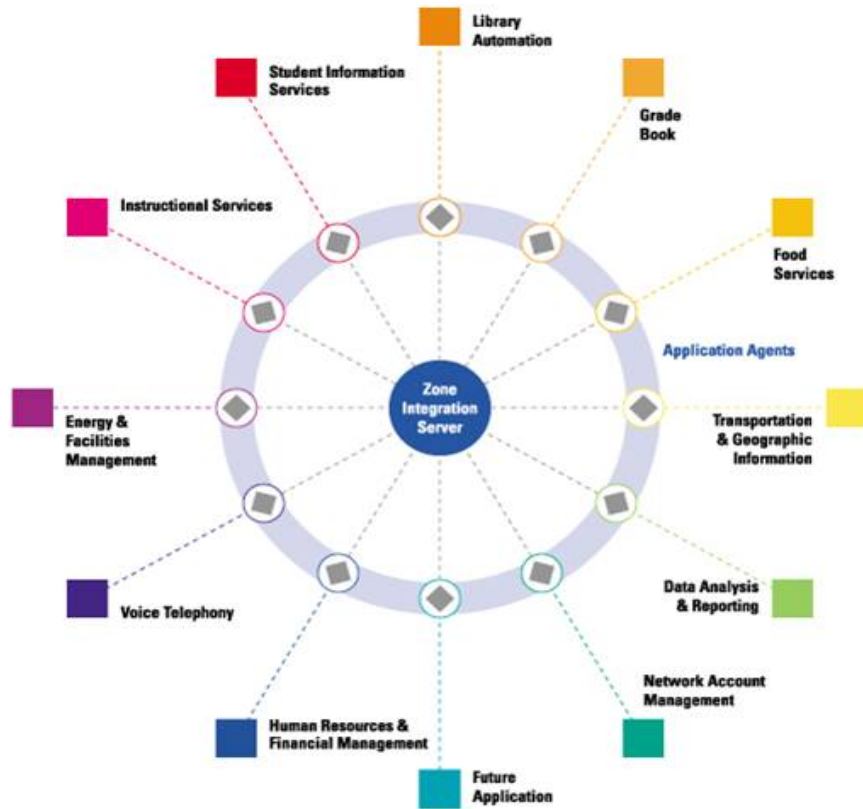 Library
Automation
Student Information
Services
Grade
Book
Instructional Services
Food
Services
Application Agents
Zone
Integration
Server
Energy &
Facilities
Management
Transportation
& Geographic
Information
Data Analysis
& Reporting
Voice Telephony
Network Account
Management
Human Resources &
Financial Management
Future
Application